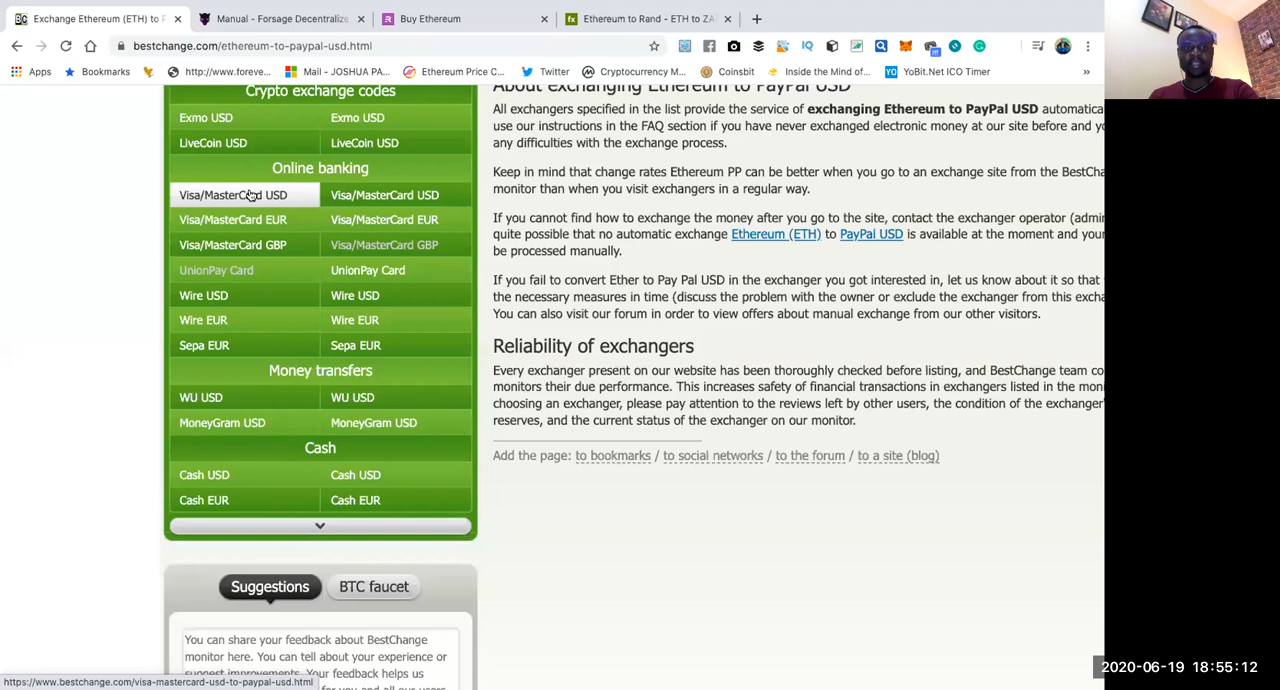 Exchange Ethereum (ETH) to P
Manual - Forsage Decentralize
Buy Ethereum
Ethereum to Rand - ETH to ZA
bestchange.com/ethereum-to-paypal-usd.html
Apps
Bookmarks
http://www.foreve...
Mail - JOSHUA PA...
Ethereum Price C...
Twitter
Cryptocurrency M...
Coinsbit
Inside the Mind of...
YoBit.Net ICO Timer
»
Crypto exchange codes
Exmo USD Exmo USD
LiveCoin USD LiveCoin USD
Online banking
Visa/MasterCard USD Visa/MasterCard USD
Visa/MasterCard EUR Visa/MasterCard EUR
Visa/MasterCard GBP Visa/MasterCard GBP
UnionPay Card UnionPay Card
Wire USD Wire USD
Wire EUR Wire EUR
Sepa EUR Sepa EUR
Money transfers
WU USD WU USD
MoneyGram USD MoneyGram USD
Cash
Cash USD Cash USD
Cash EUR Cash EUR
Suggestions BTC faucet
You can share your feedback about BestChange
monitor here. You can tell about your experience or
suggest improvements. Your feedback helps us
About exchanging Ethereum to PayPal USD
All exchangers specified in the list provide the service of exchanging Ethereum to PayPal USD automatica
use our instructions in the FAQ section if you have never exchanged electronic money at our site before and yo
any difficulties with the exchange process.
Keep in mind that change rates Ethereum PP can be better when you go to an exchange site from the BestCha
monitor than when you visit exchangers in a regular way.
If you cannot find how to exchange the money after you go to the site, contact the exchanger operator (admin
quite possible that no automatic exchange Ethereum (ETH) to PayPal USD is available at the moment and your
be processed manually.
If you fail to convert Ether to Pay Pal USD in the exchanger you got interested in, let us know about it so that
the necessary measures in time (discuss the problem with the owner or exclude the exchanger from this excha
You can also visit our forum in order to view offers about manual exchange from our other visitors.
Reliability of exchangers
Every exchanger present on our website has been thoroughly checked before listing, and BestChange team co
monitors their due performance. This increases safety of financial transactions in exchangers listed in the moni
choosing an exchanger, please pay attention to the reviews left by other users, the condition of the exchanger'
reserves, and the current status of the exchanger on our monitor.
Add the page: to bookmarks / to social networks / to the forum / to a site (blog)
https://www.bestchange.com/visa-mastercard-usd-to-paypal-usd.html
2020-06-19 18:55:12